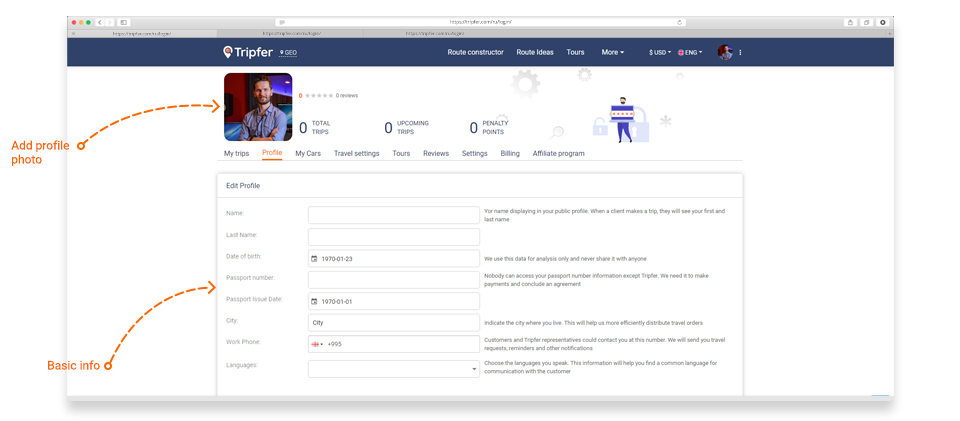 https://tripfer.com/ru/login/
https://tripfer.com/ru/login/
https://tripfer.com/ru/login/
https://tripfer.com/ru/login/
Tripfer GEO
Route constructor Route Ideas Tours More $ USD ENG
0 0 reviews
0 TOTAL TRIPS
0 UPCOMING TRIPS
0 PENALTY POINTS
Add profile
photo
My trips Profile My Cars Travel settings Tours Reviews Settings Billing Affiliate program
Edit Profile
Name:
Yor name displaying in your public profile. When a client makes a trip, they will see your first and
last name
Last Name:
Date of birth: 1970-01-23 We use this data for analysis only and never share it with anyone
Passport number:
Nobody can access your passport number information except Tripfer. We need it to make
payments and conclude an agreement
Passport Issue Date: 1970-01-01
City: City Indicate the city where you live. This will help us more efficiently distribute travel orders
Work Phone: +995
Customers and Tripfer representatives could contact you at this number. We will send you travel
requests, reminders and other notifications
Basic info
Languages:
Choose the languages you speak. This information will help you find a common language for
communication with the customer